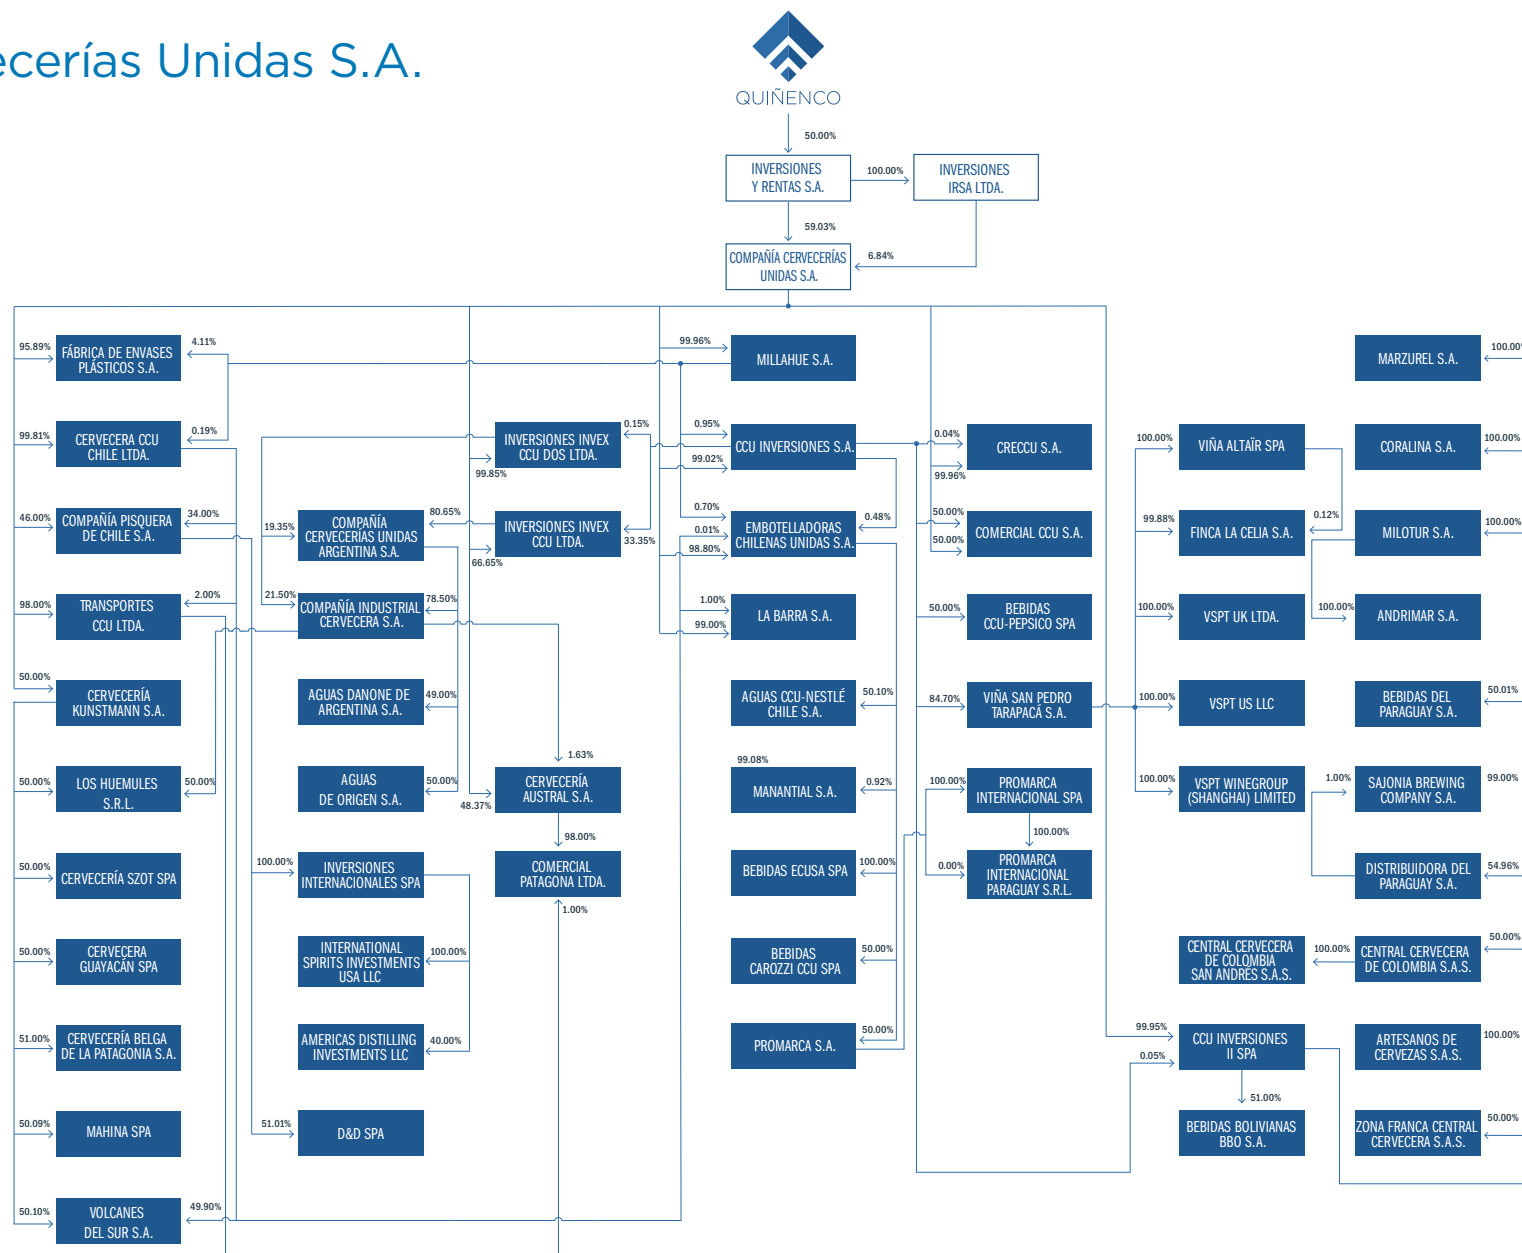 ecerías Unidas S.A.
QUIÑENCO
50.00%
INVERSIONES
Y RENTAS S.A.
100.00%
INVERSIONES
IRSA LTDA.
59.03%
COMPAÑÍA CERVECERÍAS
UNIDAS S.A.
6.84%
95.89%
FÁBRICA DE ENVASES
PLÁSTICOS S.A.
4.11%
99.81%
CERVECERA CCU
CHILE LTDA.
0.19%
46.00%
COMPAÑÍA PISQUERA
DE CHILE S.A.
34.00%
98.00%
TRANSPORTES
CCU LTDA.
2.00%
50.00%
CERVECERÍA
KUNSTMANN S.A.
50.00%
LOS HUEMULES
S.R.L.
50.00%
50.00%
CERVECERÍA SZOT SPA
50.00%
CERVECERA
GUAYACÁN SPA
51.00%
CERVECERÍA BELGA
DE LA PATAGONIA S.A.
50.09%
MAHINA SPA
50.10%
VOLCANES
DEL SUR S.A.
49.90%
19.35%
COMPAÑÍA
CERVECERÍAS UNIDAS
ARGENTINA S.A.
80.65%
21.50%
COMPAÑÍA INDUSTRIAL
CERVECERA S.A.
78.50%
AGUAS DANONE DE
ARGENTINA S.A.
49.00%
AGUAS
DE ORIGEN S.A.
50.00%
100.00%
INVERSIONES
INTERNACIONALES SPA
INTERNATIONAL
SPIRITS INVESTMENTS
USA LLC
100.00%
AMERICAS DISTILLING
INVESTMENTS LLC
40.00%
51.01%
D&D SPA
INVERSIONES INVEX
CCU DOS LTDA.
0.15%
99.85%
INVERSIONES INVEX
CCU LTDA.
33.35%
66.65%
1.63%
CERVECERÍA
AUSTRAL S.A.
48.37%
98.00%
COMERCIAL
PATAGONA LTDA.
1.00%
99.96%
MILLAHUE S.A.
0.95%
CCU INVERSIONES S.A.
99.02%
0.70%
0.01%
EMBOTELLADORAS
CHILENAS UNIDAS S.A.
0.48%
98.80%
1.00%
LA BARRA S.A.
99.00%
AGUAS CCU-NESTLÉ
CHILE S.A.
50.10%
99.08%
MANANTIAL S.A.
0.92%
BEBIDAS ECUSA SPA
100.00%
BEBIDAS
CAROZZI CCU SPA
50.00%
PROMARCA S.A.
50.00%
0.04%
CRECCU S.A.
99.96%
50.00%
COMERCIAL CCU S.A.
50.00%
50.00%
BEBIDAS
CCU-PEPSICO SPA
84.70%
VIÑA SAN PEDRO
TARAPACÁ S.A.
100.00%
PROMARCA
INTERNACIONAL SPA
100.00%
0.00%
PROMARCA
INTERNACIONAL
PARAGUAY S.R.L.
100.00%
VIÑA ALTAÏR SPA
99.88%
FINCA LA CELIA S.A.
0.12%
100.00%
VSPT UK LTDA.
100.00%
VSPT US LLC
100.00%
VSPT WINEGROUP
(SHANGHAI) LIMITED
CENTRAL CERVECERA
DE COLOMBIA
SAN ANDRÉS S.A.S.
100.00%
99.95%
CCU INVERSIONES
II SPA
0.05%
51.00%
BEBIDAS BOLIVIANAS
BBO S.A.
MARZUREL S.A.
100.00
CORALINA S.A.
100.00%
MILOTUR S.A.
100.00%
100.00%
ANDRIMAR S.A.
BEBIDAS DEL
PARAGUAY S.A.
50.01%
1.00%
SAJONIA BREWING
COMPANY S.A.
99.00%
DISTRIBUIDORA DEL
PARAGUAY S.A.
54.96%
CENTRAL CERVECERA
DE COLOMBIA S.A.S.
50.00%
ARTESANOS DE
CERVEZAS S.A.S.
100.00%
ZONA FRANCA CENTRAL
CERVECERA S.A.S.
50.00%